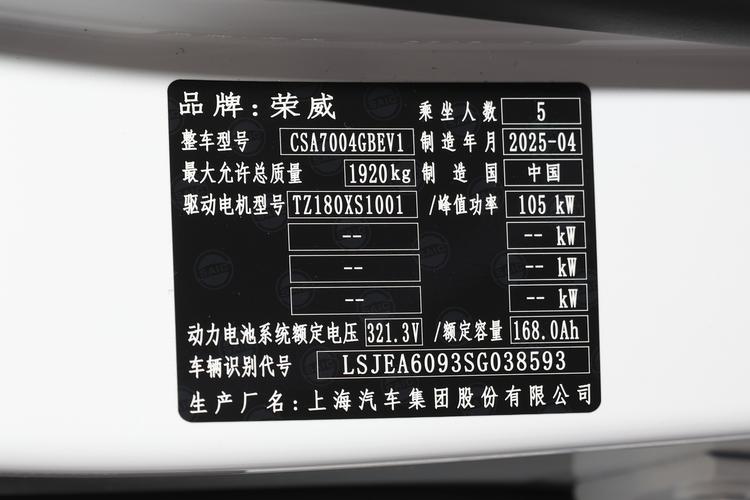 品牌:荣威 乘坐人数 5
整车型号 CSA7004GBEV1 制造年月 2025-04
最大允许总质量 1920kg 制造国 中国
驱动电机型号 TZ180XS1001 /峰值功率 105 kW
-- -- kW
-- -- kW
-- -- kW
动力电池系统额定电压 321.3V /额定容量 168.0Ah
车辆识别代号 LSJEA6093SG038593
生产厂名:上海汽车集团股份有限公司